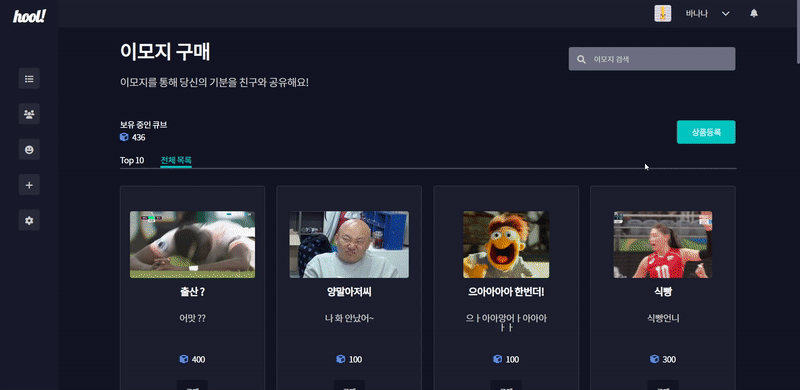 hool!
바나나
이모지 구매
이모지 검색
이모지를 통해 당신의 기분을 친구와 공유해요!
보유 중인 큐브
436
상품등록
Top 10
전체 목록
출산 ?
양말아저씨
으아아아아 한번더!
식빵
어맛 ??
나 화 안났어~
으ㅏ아아앙어ㅏ아아아
ㅏㅏ
식빵언니
400
100
100
300